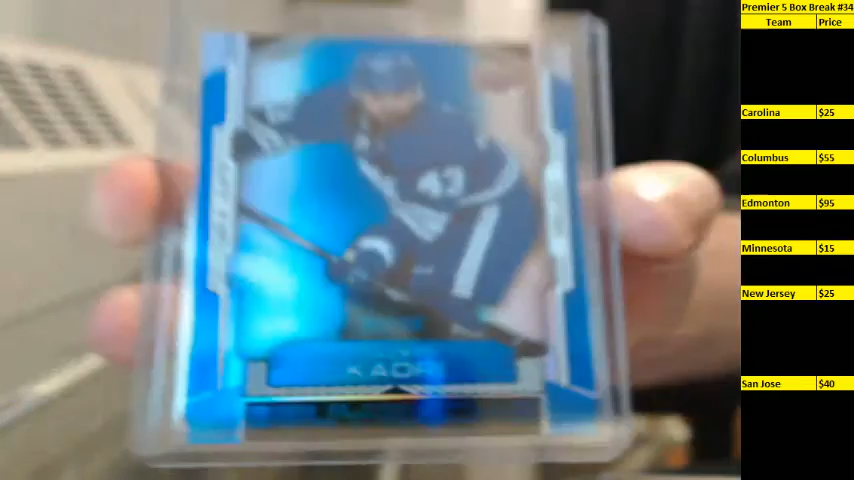 Premier 5 Box Break #34
Team Price
Carolina $25
Columbus $55
Edmonton $95
Minnesota $15
New Jersey $25
San Jose $40
43